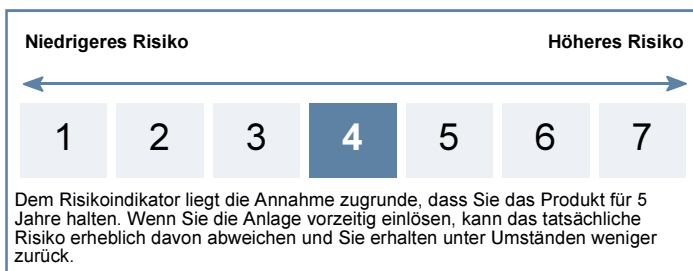 Niedrigeres Risiko Höheres Risiko
1 2 3 4 5 6 7
Dem Risikoindikator liegt die Annahme zugrunde, dass Sie das Produkt für 5
Jahre halten. Wenn Sie die Anlage vorzeitig einlösen, kann das tatsächliche
Risiko erheblich davon abweichen und Sie erhalten unter Umständen weniger
zurück.